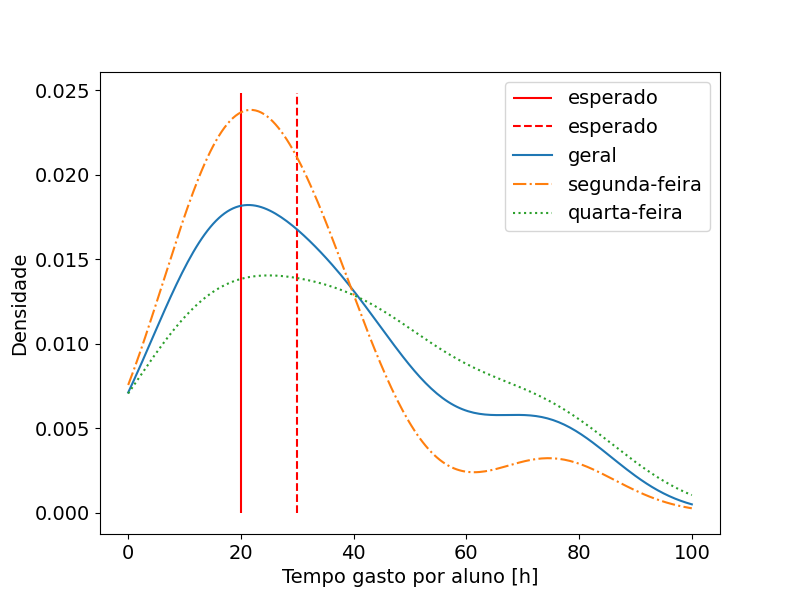 esperado
esperado
geral
segunda-feira
quarta-feira
0.025
0.020
0.015
0.010
0.005
0.000
Densidade
0 20 40 60 80 100
Tempo gasto por aluno [h]